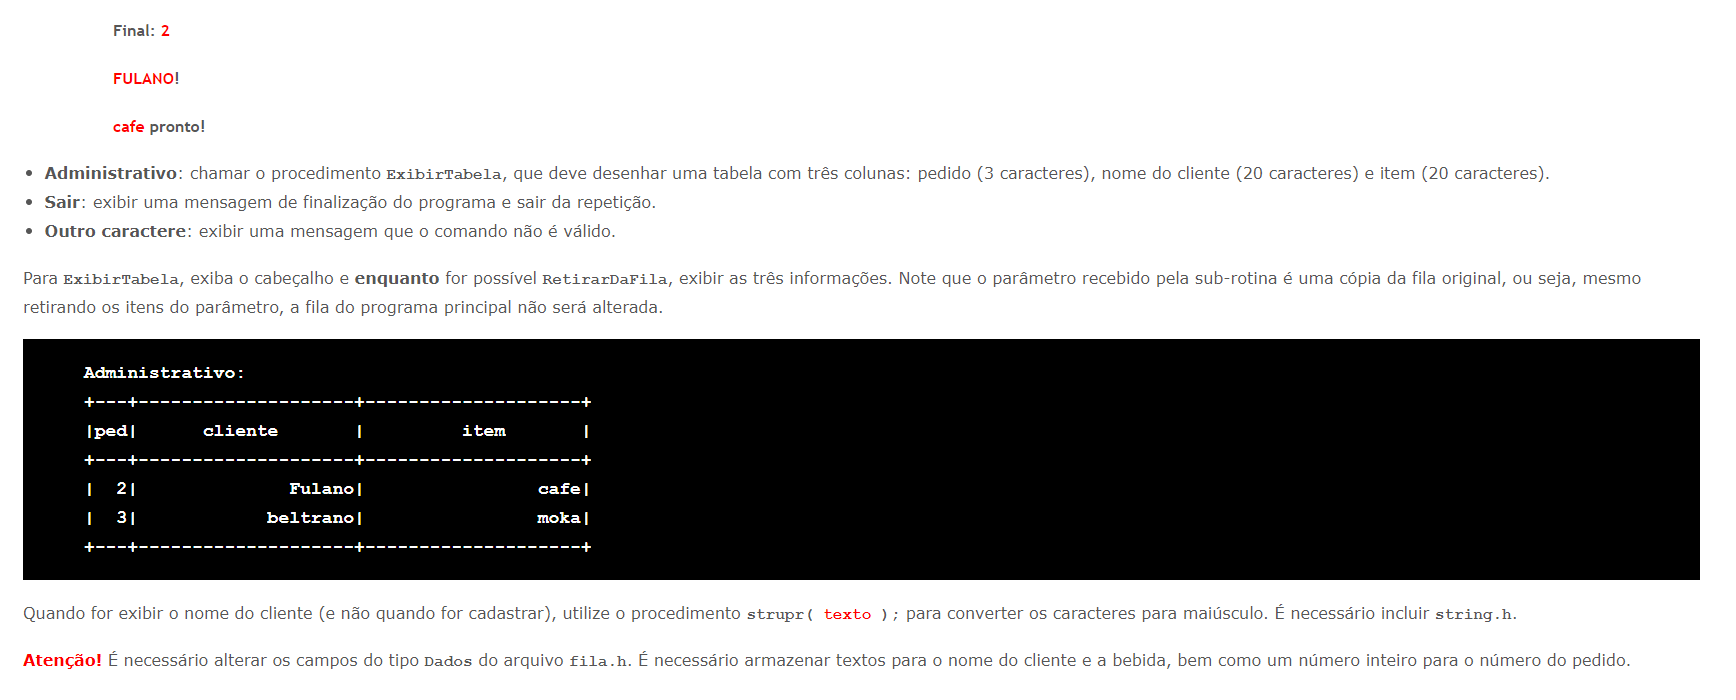 Final: 2
FULANO!
cafe pronto!
• Administrativo: chamar o procedimento ExibirTabela, que deve desenhar uma tabela com três colunas: pedido (3 caracteres), nome do cliente (20 caracteres) e item (20 caracteres).
• Sair: exibir uma mensagem de finalização do programa e sair da repetição.
• Outro caractere: exibir uma mensagem que o comando não é válido.
Para ExibirTabela, exiba o cabeçalho e enquanto for possível RetirarDaFila, exibir as três informações. Note que o parâmetro recebido pela sub-rotina é uma cópia da fila original, ou seja, mesmo
retirando os itens do parâmetro, a fila do programa principal não será alterada.
Administrativo:
+---+--------------------+--------------------+
|ped|      cliente       |         item       |
+---+--------------------+--------------------+
|  2|              Fulano|                cafe|
|  3|            beltrano|                moka|
+---+--------------------+--------------------+
Quando for exibir o nome do cliente (e não quando for cadastrar), utilize o procedimento strupr( texto ); para converter os caracteres para maiúsculo. É necessário incluir string.h.
Atenção! É necessário alterar os campos do tipo Dados do arquivo fila.h. É necessário armazenar textos para o nome do cliente e a bebida, bem como um número inteiro para o número do pedido.